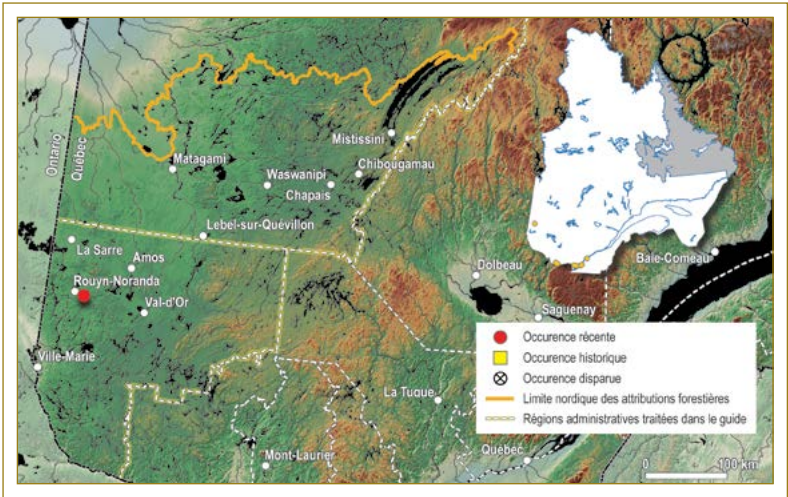 Ontario
Québec
Matagami
Mistissini
Waswanipi
Chibougamau
Chapais
Lebel-sur-Quévillon
La Sarre
Amos
Rouyn-Noranda
Val-d'Or
Ville-Marie
Dolbeau
Baie-Comeau
Saguenay
La Tuque
Mont-Laurier
Québec
Occurence récente
Occurence historique
Occurence disparue
Limite nordique des attributions forestières
Régions administratives traitées dans le guide
0 100 km